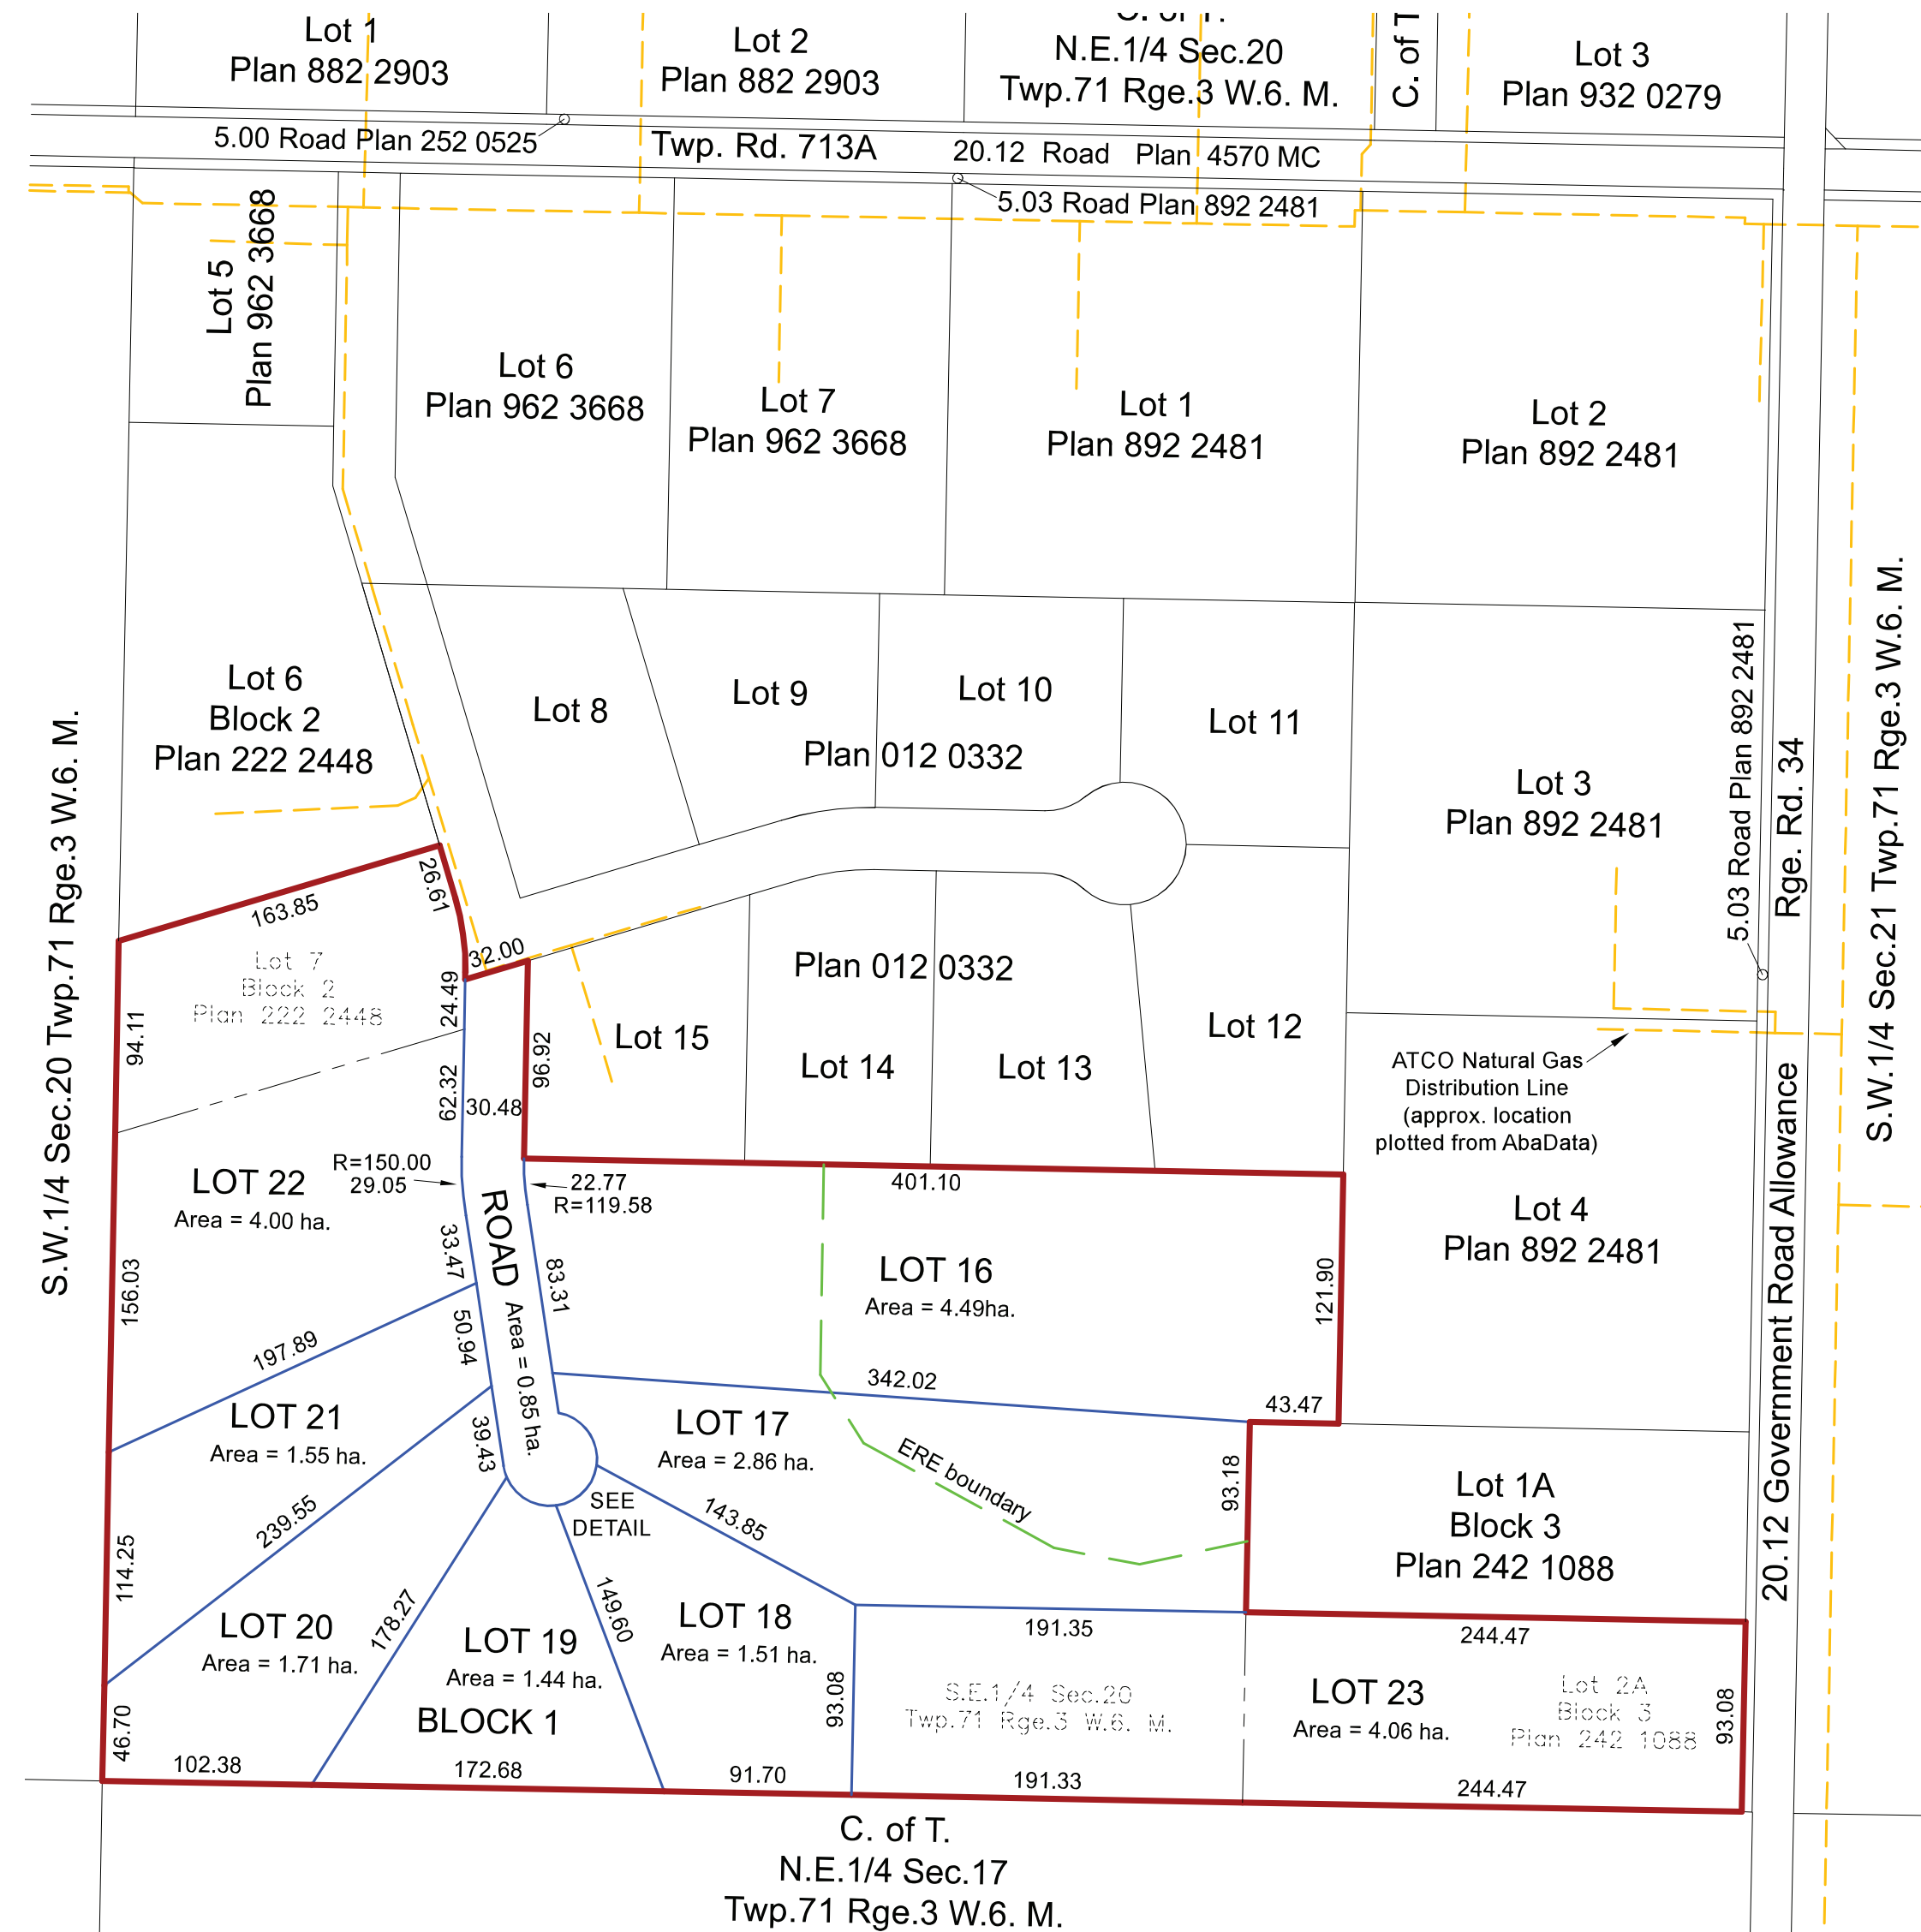 Lot 1
Plan 882 2903
Lot 2
Plan 882 2903
C. of T.
N.E.1/4 Sec.20
Twp.71 Rge.3 W.6. M.
C. of T
Lot 3
Plan 932 0279
5.00 Road Plan 252 0525
Twp. Rd. 713A
20.12 Road Plan 4570 MC
5.03 Road Plan 892 2481
Lot 5
Plan 962 3668
Lot 6
Plan 962 3668
Lot 7
Plan 962 3668
Lot 1
Plan 892 2481
Lot 2
Plan 892 2481
Lot 6
Block 2
Plan 222 2448
Lot 8
Lot 9
Lot 10
Plan 012 0332
Lot 11
Lot 3
Plan 892 2481
5.03 Road Plan 892 2481
Rge. Rd. 34
S.W.1/4 Sec.21 Twp.71 Rge.3 W.6. M.
S.W.1/4 Sec.20 Twp.71 Rge.3 W.6. M.
163.85
26.61
32.00
Lot 7
Block 2
Plan 222 2448
24.49
94.11
62.32
30.48
96.92
Plan 012 0332
Lot 15
Lot 14
Lot 13
Lot 12
ATCO Natural Gas
Distribution Line
(approx. location
plotted from AbaData)
LOT 22
Area = 4.00 ha.
R=150.00
29.05
22.77
R=119.58
401.10
ROAD Area = 0.85 ha.
33.47
83.31
156.03
LOT 16
Area = 4.49ha.
121.90
Lot 4
Plan 892 2481
20.12 Government Road Allowance
197.89
50.94
342.02
43.47
LOT 21
Area = 1.55 ha.
39.43
LOT 17
Area = 2.86 ha.
ERE boundary
93.18
Lot 1A
Block 3
Plan 242 1088
SEE
DETAIL
143.85
239.55
114.25
178.27
149.60
LOT 20
Area = 1.71 ha.
LOT 19
Area = 1.44 ha.
BLOCK 1
LOT 18
Area = 1.51 ha.
93.08
191.35
S.E.1/4 Sec.20
Twp.71 Rge.3 W.6. M.
244.47
LOT 23
Area = 4.06 ha.
Lot 2A
Block 3
Plan 242 1088
93.08
46.70
102.38
172.68
91.70
191.33
244.47
C. of T.
N.E.1/4 Sec.17
Twp.71 Rge.3 W.6. M.